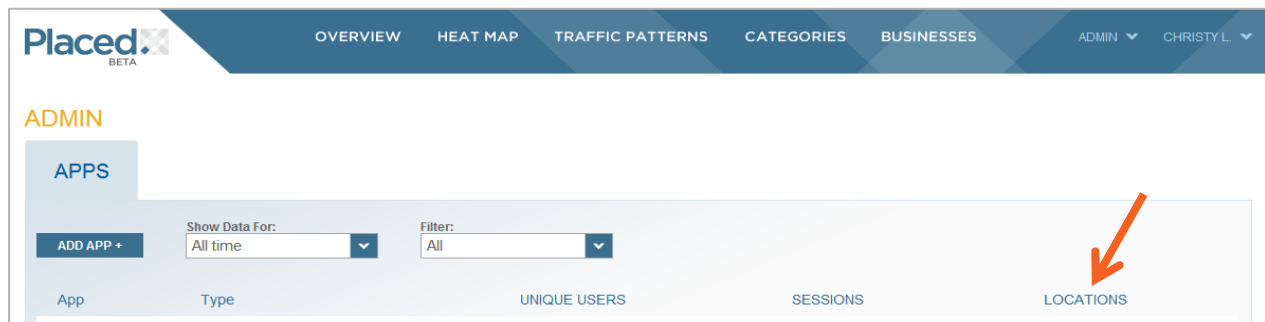 Placed.
BETA
OVERVIEW HEAT MAP TRAFFIC PATTERNS CATEGORIES BUSINESSES ADMIN CHRISTY L.
ADMIN
APPS
Show Data For: Filter:
ADD APP + All time All
App Type UNIQUE USERS SESSIONS LOCATIONS